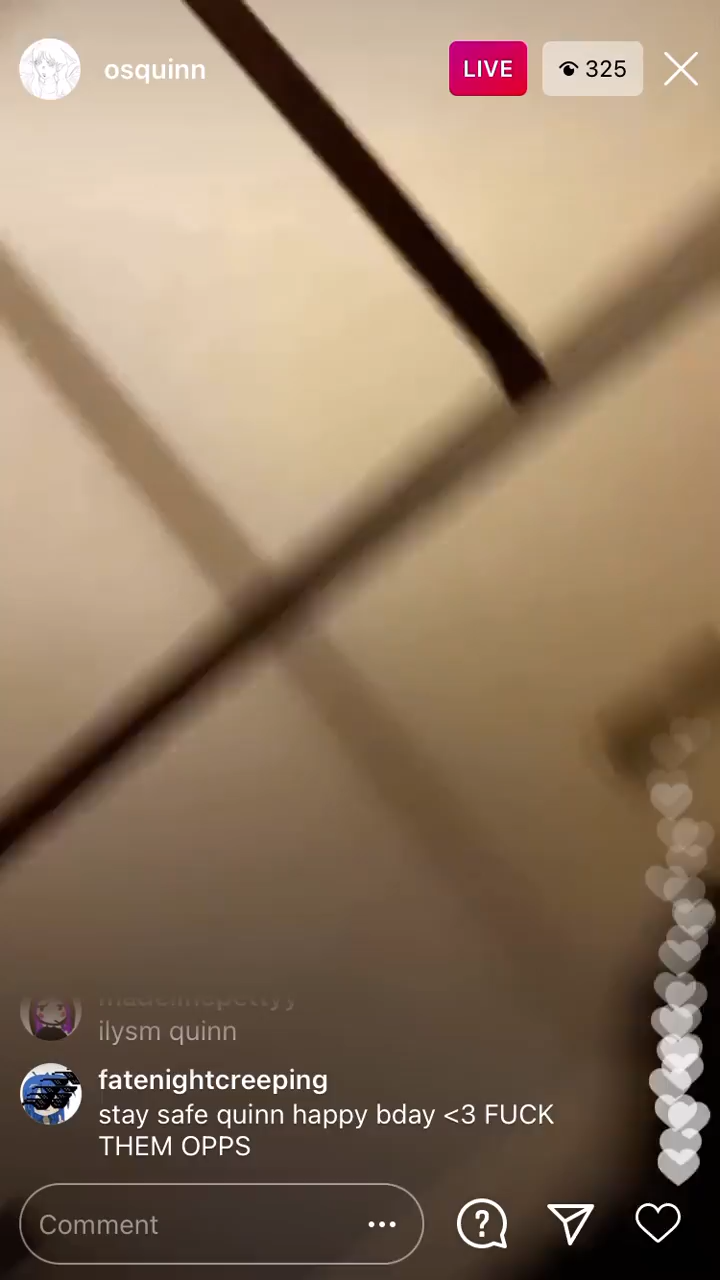 osquinn
LIVE
325
ilysm quinn
fatenightcreeping
stay safe quinn happy bday <3 FUCK
THEM OPPS
Comment